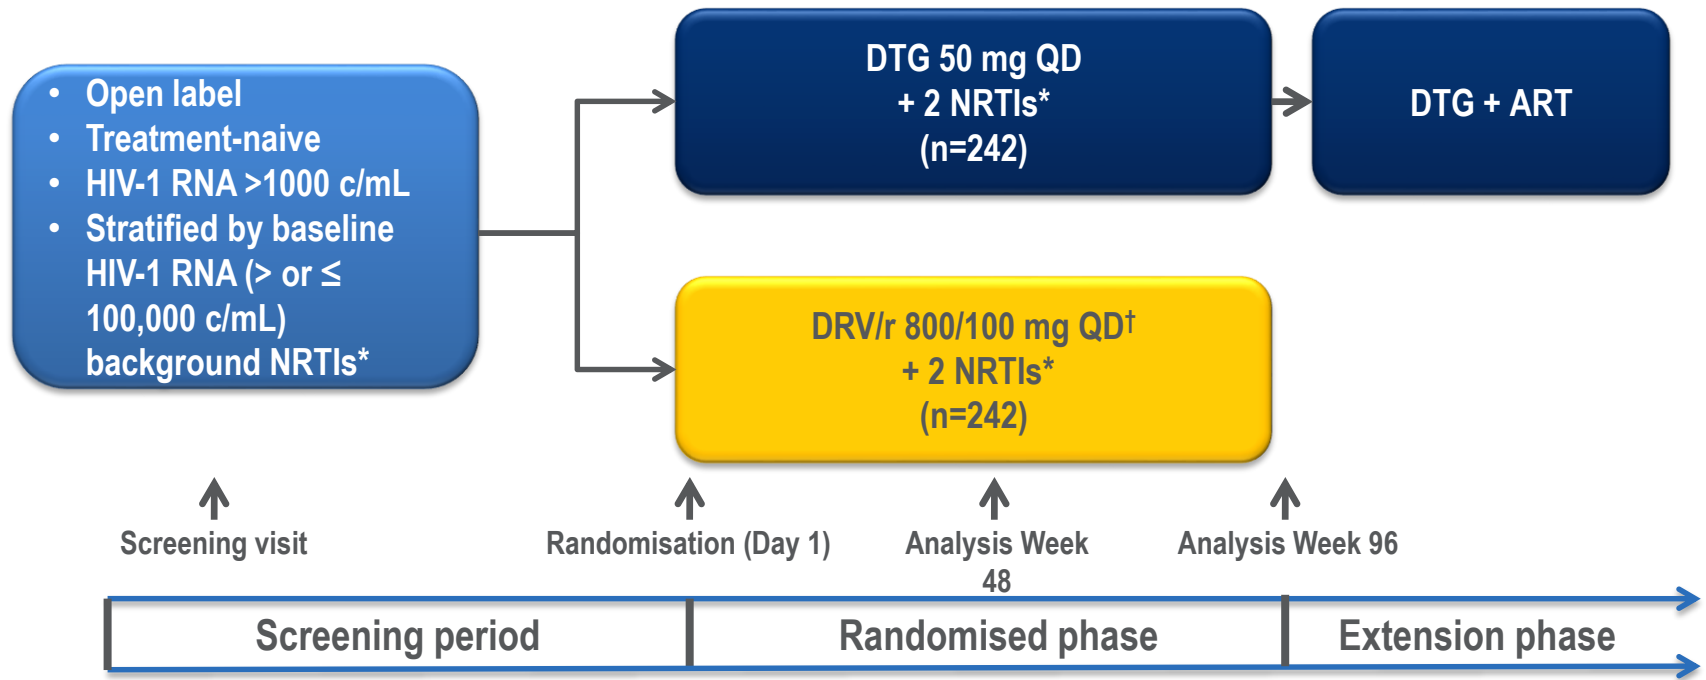 • Open label
• Treatment-naive
• HIV-1 RNA >1000 c/mL
• Stratified by baseline
HIV-1 RNA (> or ≤
100,000 c/mL)
background NRTIs*
DTG 50 mg QD
+ 2 NRTIs*
(n=242)
DTG + ART
DRV/r 800/100 mg QD†
+ 2 NRTIs*
(n=242)
Screening visit
Randomisation (Day 1)
Analysis Week
48
Analysis Week 96
Screening period
Randomised phase
Extension phase